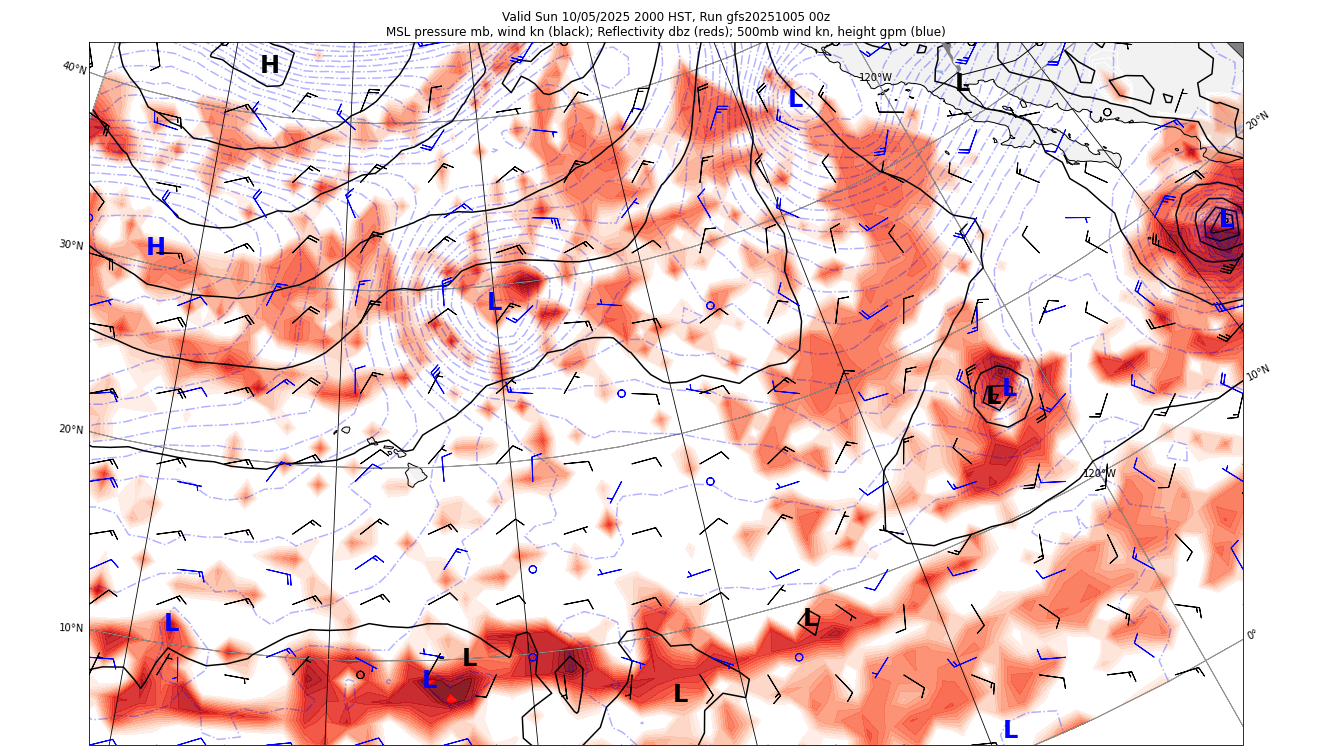 Valid Sun 10/05/2025 2000 HST, Run gfs20251005 00z
MSL pressure mb, wind kn (black); Reflectivity dbz (reds); 500mb wind kn, height gpm (blue)
40°N
H
L
120°W
L
20°N
30°N
H
L
L
10°N
L
L
20°N
120°W
10°N
L
L
0°
L
L
L
L